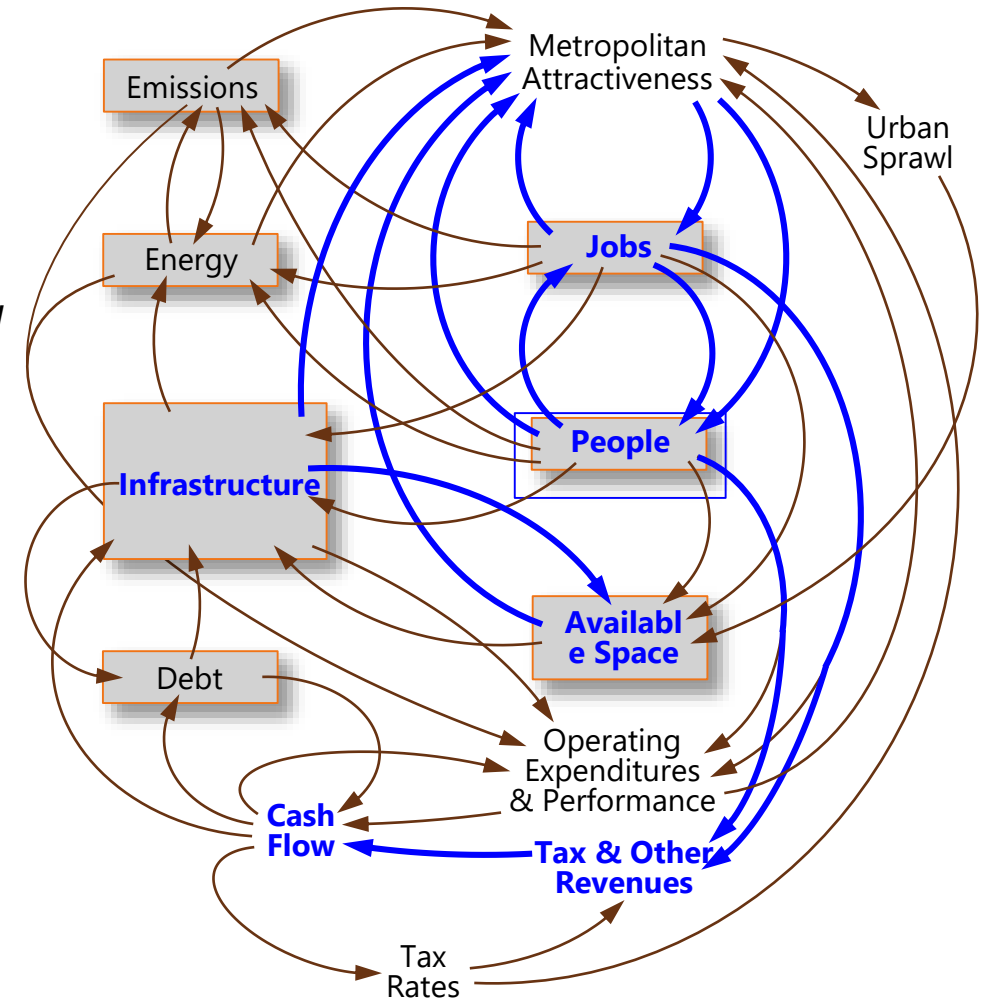 Metropolitan
Attractiveness
Emissions
Urban
Sprawl
Jobs
Energy
People
Infrastructure
Availabl
e Space
Debt
Operating
Expenditures
& Performance
Cash
Flow
Tax & Other
Revenues
Tax
Rates